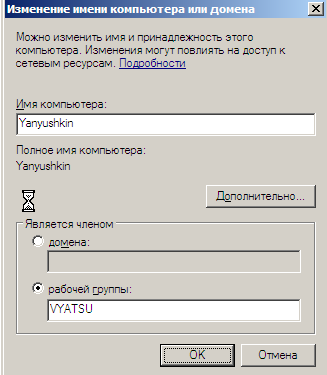 Изменение имени компьютера или домена
Можно изменить имя и принадлежность этого
компьютера. Изменения могут повлиять на доступ к
сетевым ресурсам. Подробности
Имя компьютера:
Yanyushkin
Полное имя компьютера:
Yanyushkin
Дополнительно...
Является членом
домена:
рабочей группы:
VYATSU
OK
Отмена